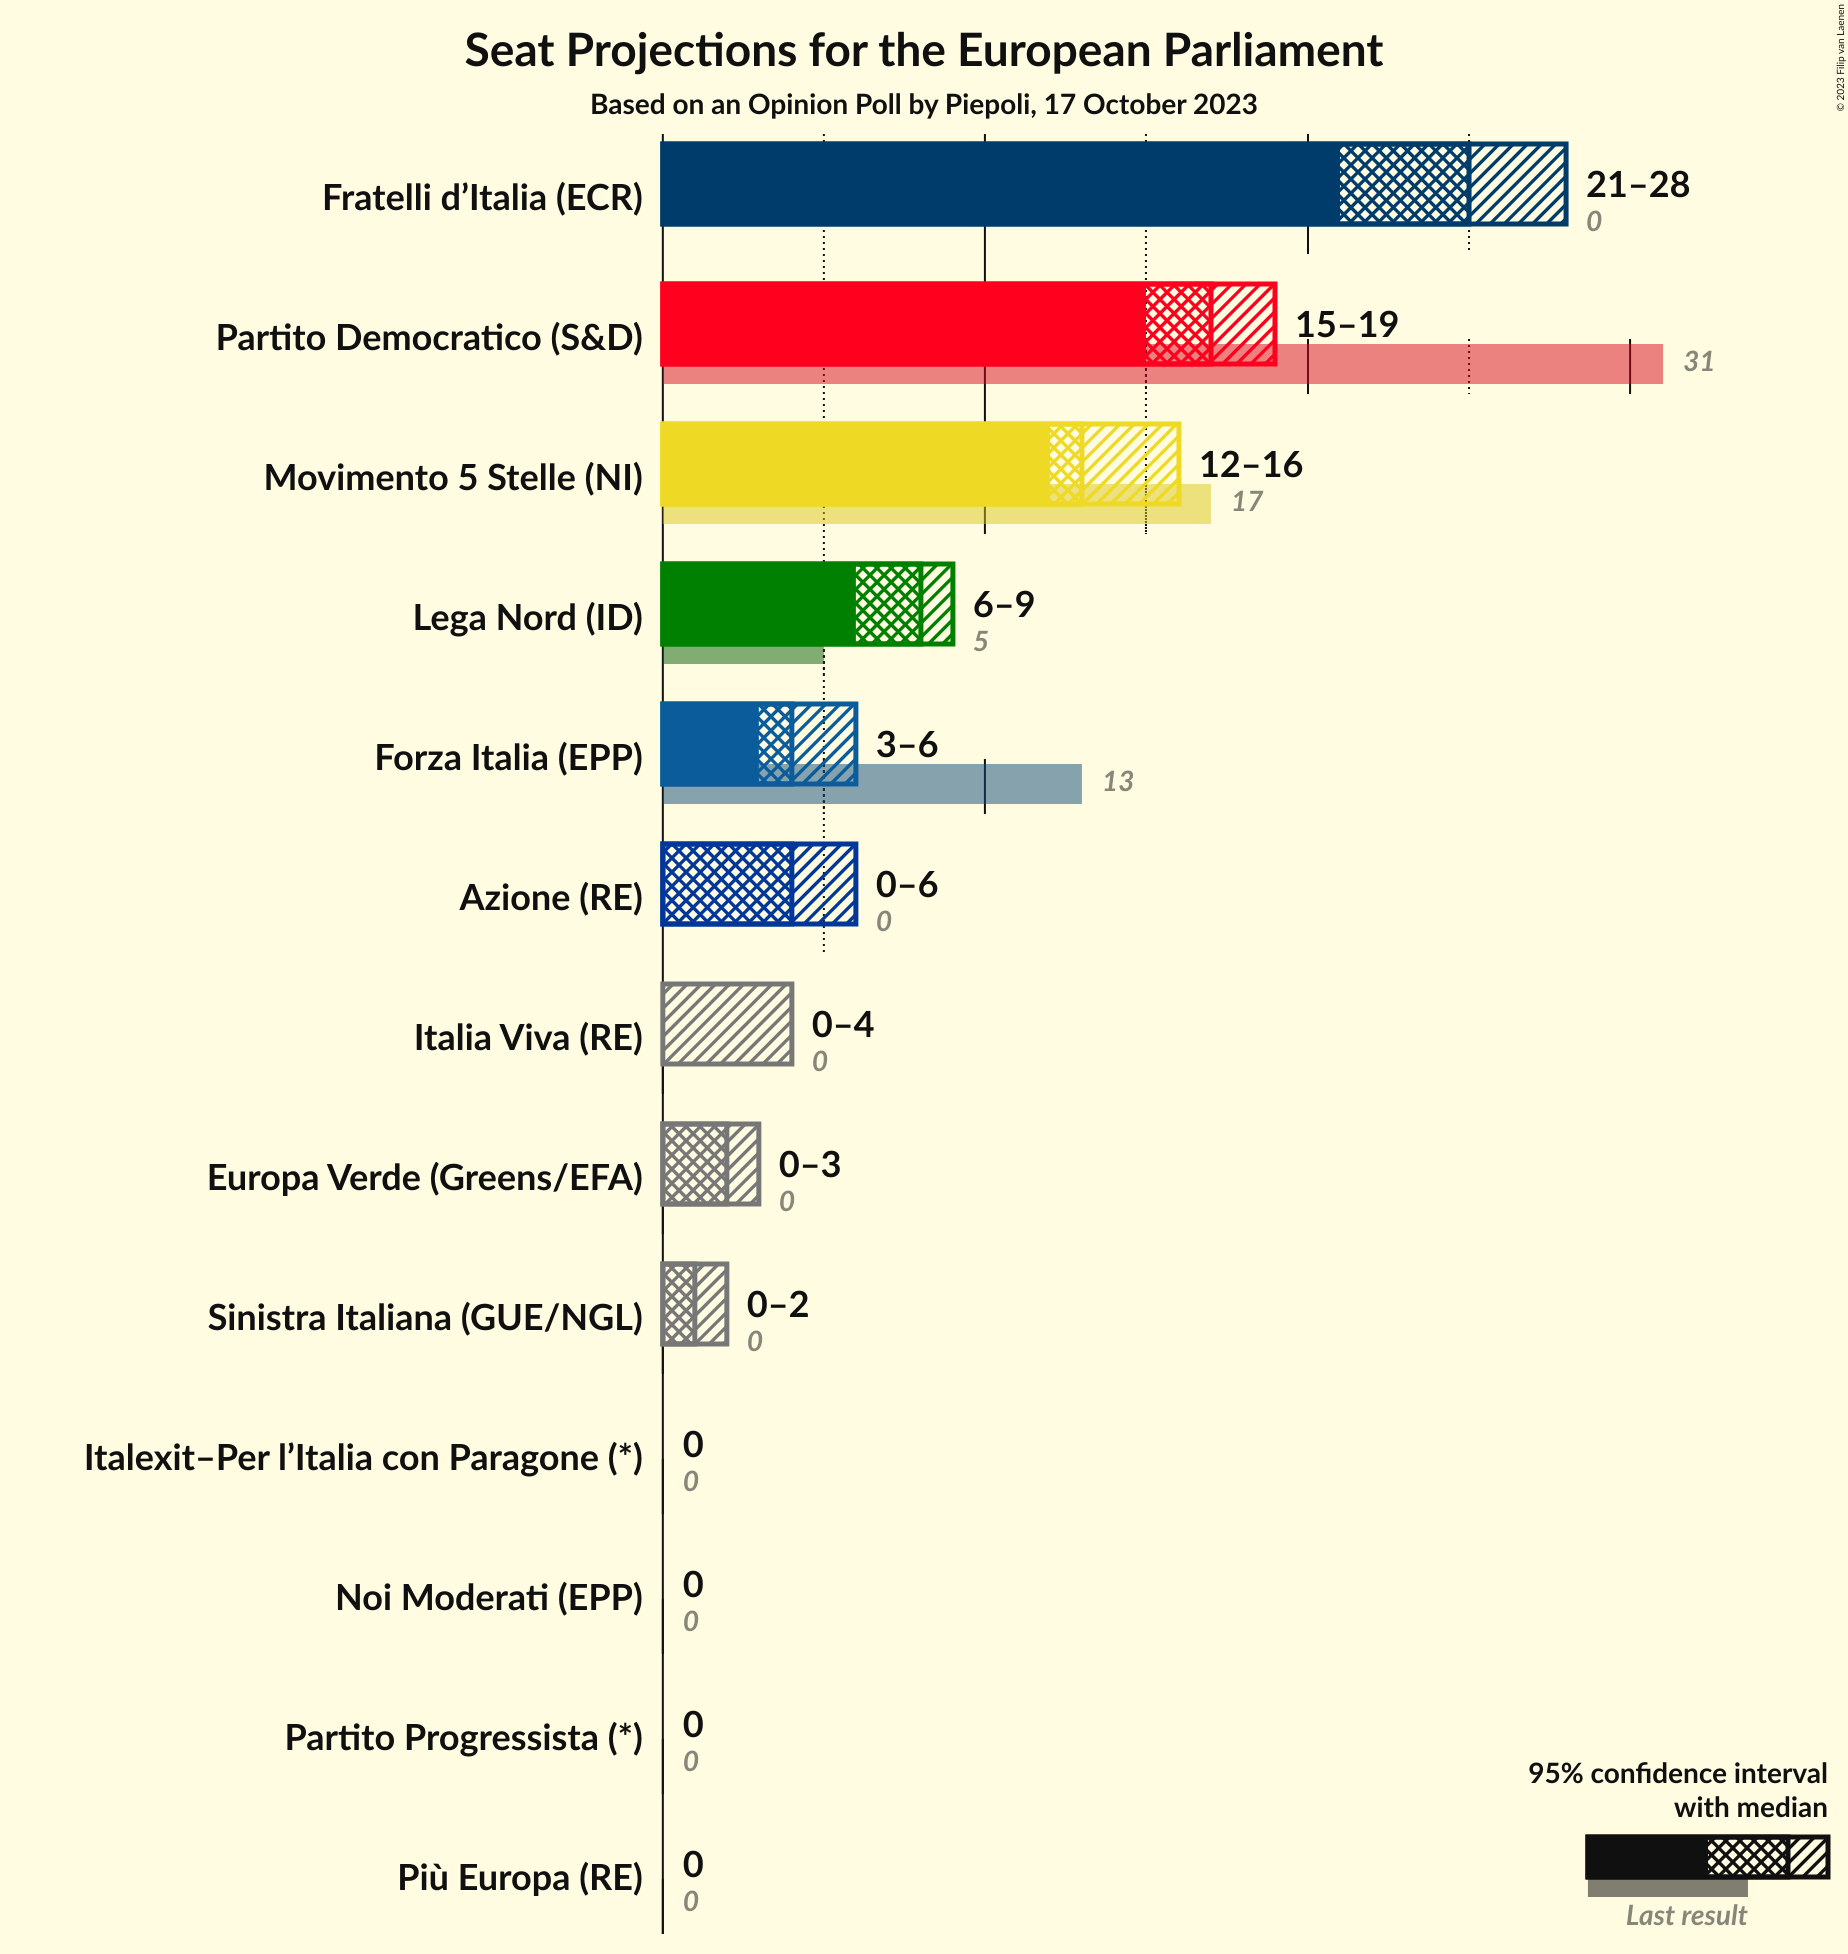 Seat Projections for the European Parliament
Based on an Opinion Poll by Piepoli, 17 October 2023
© 2023 Filip van Laenen
Fratelli d’Italia (ECR)
21–28
0
Partito Democratico (S&D)
15–19
31
Movimento 5 Stelle (NI)
12–16
17
Lega Nord (ID)
6–9
5
Forza Italia (EPP)
3–6
13
Azione (RE)
0–6
0
Italia Viva (RE)
0–4
0
Europa Verde (Greens/EFA)
0–3
0
Sinistra Italiana (GUE/NGL)
0–2
0
Italexit–Per l’Italia con Paragone (*)
0
0
Noi Moderati (EPP)
0
0
Partito Progressista (*)
0
0
Più Europa (RE)
0
0
95% confidence interval
with median
Last result